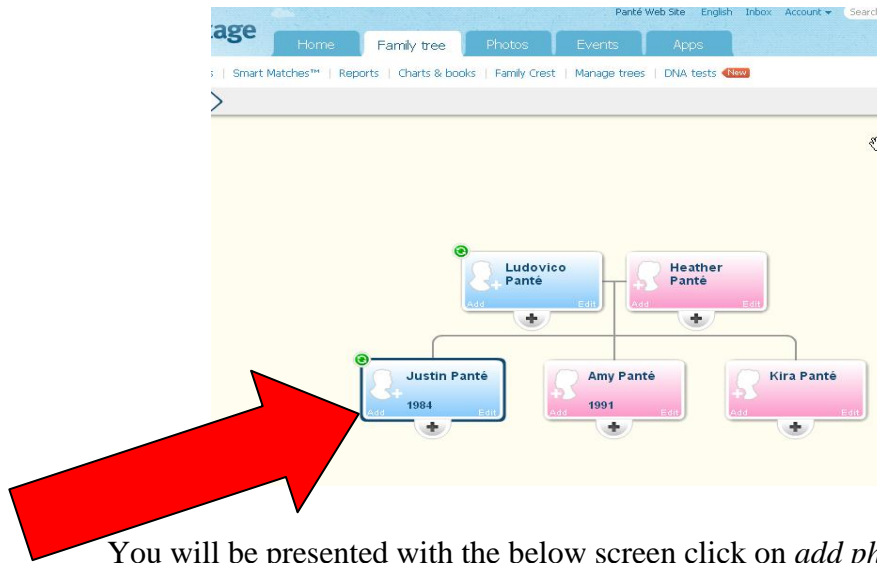 Panté Web Site English Inbox Account Search
age
Home Family tree Photos Events Apps
s | Smart Matches™ | Reports | Charts & books | Family Crest | Manage trees | DNA tests New
Ludovico
Panté
Add Edit
Heather
Panté
Add Edit
Justin Panté
1984
Add Edit
Amy Panté
1991
Add Edit
Kira Panté
Add Edit
You will be presented with the below screen click on add ph